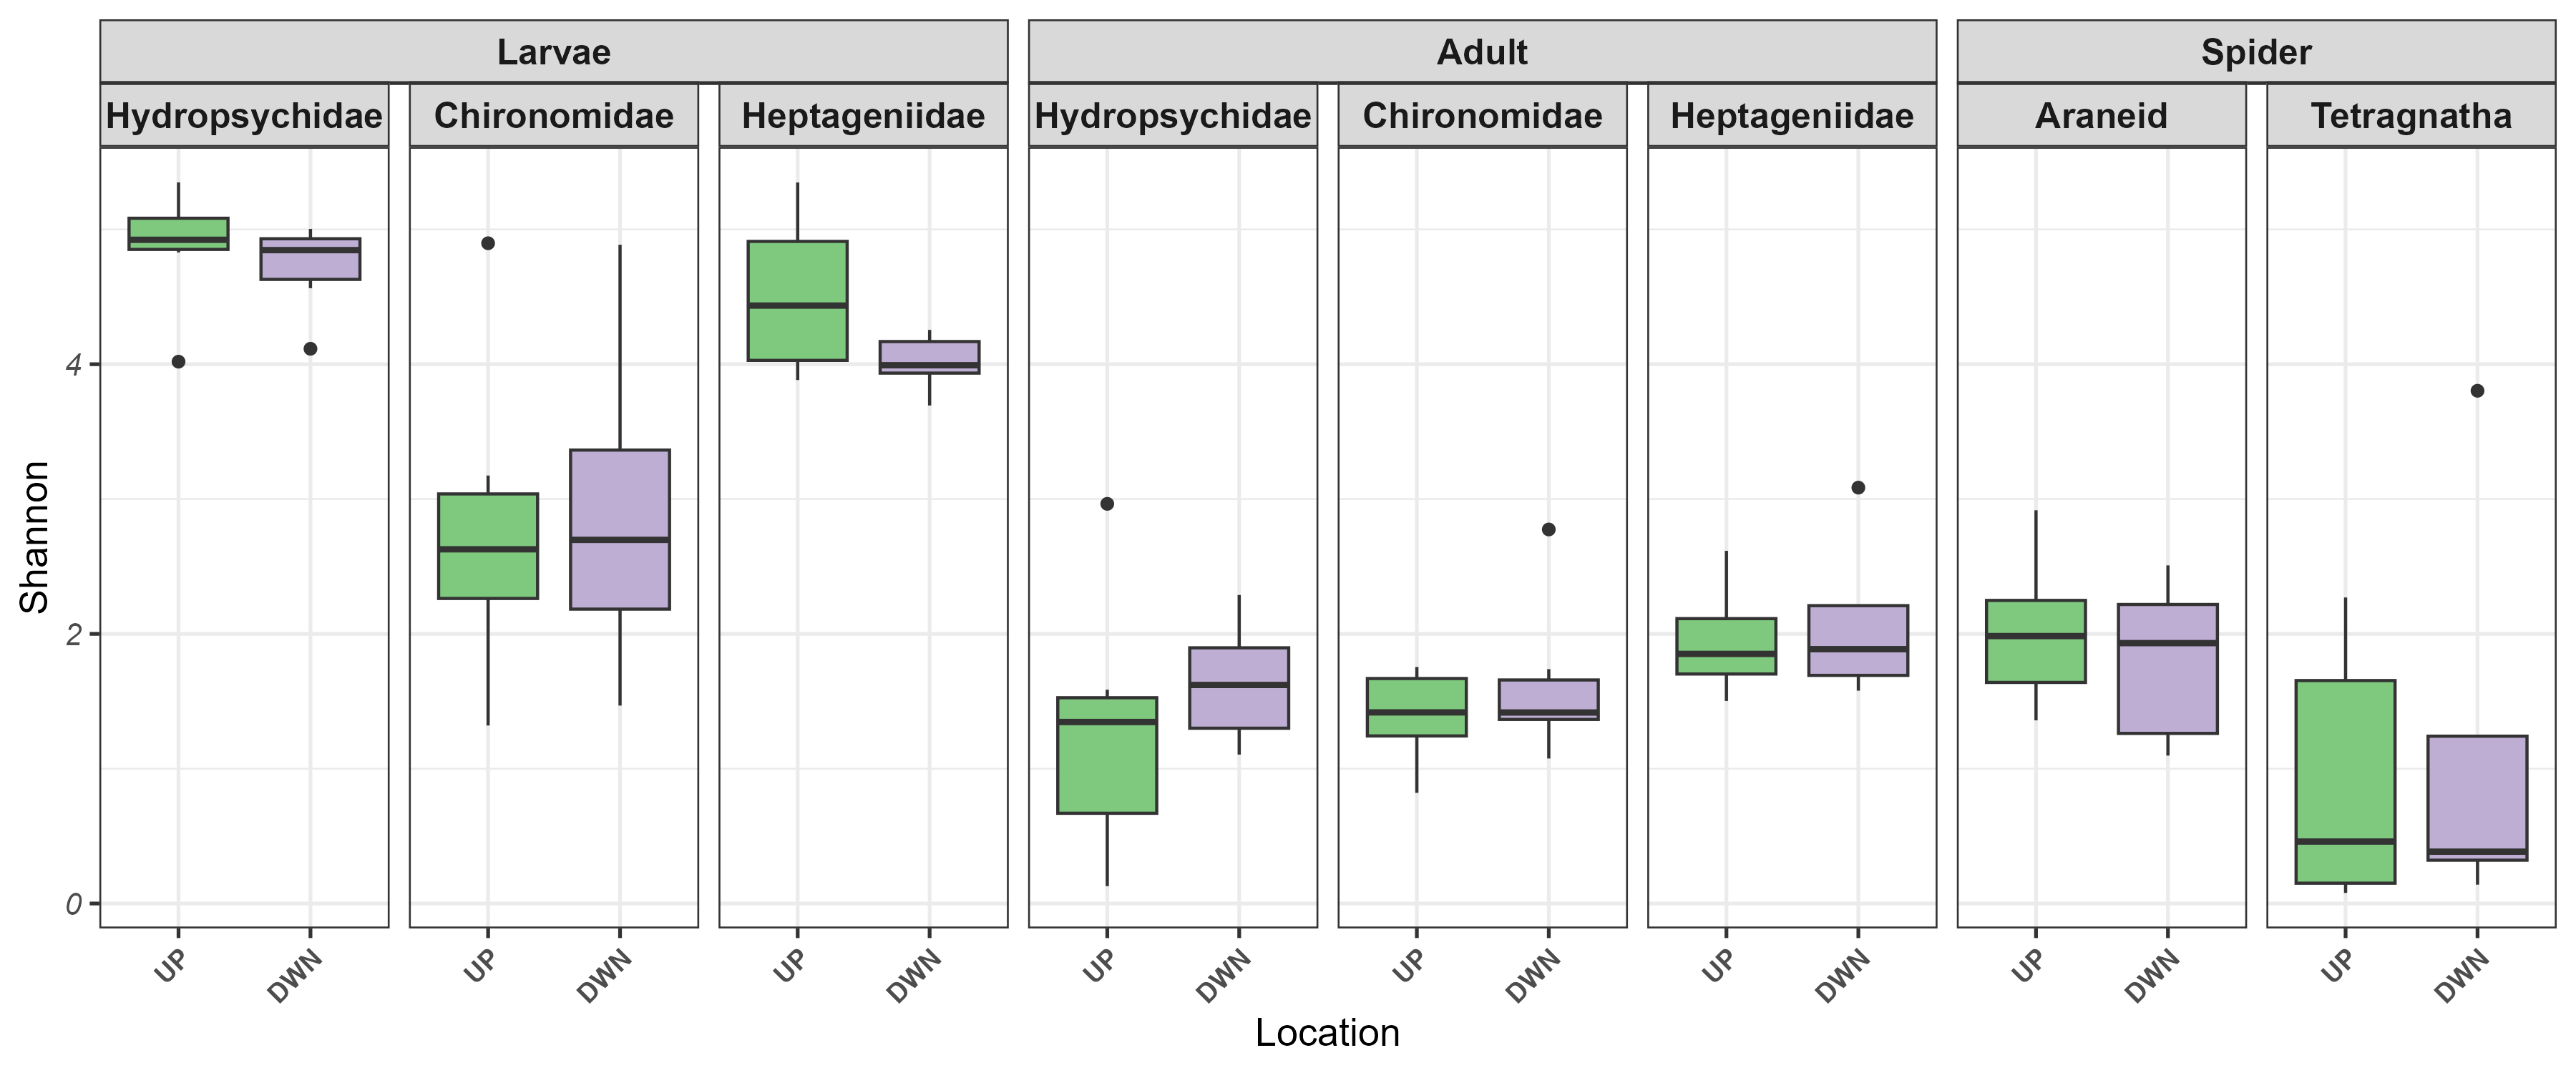 Larvae Adult Spider
Hydropsychidae Chironomidae Heptageniidae Hydropsychidae Chironomidae Heptageniidae Araneid Tetragnatha
Shannon
4
2
0
UP DWN UP DWN UP DWN UP DWN UP DWN UP DWN UP DWN UP DWN
Location